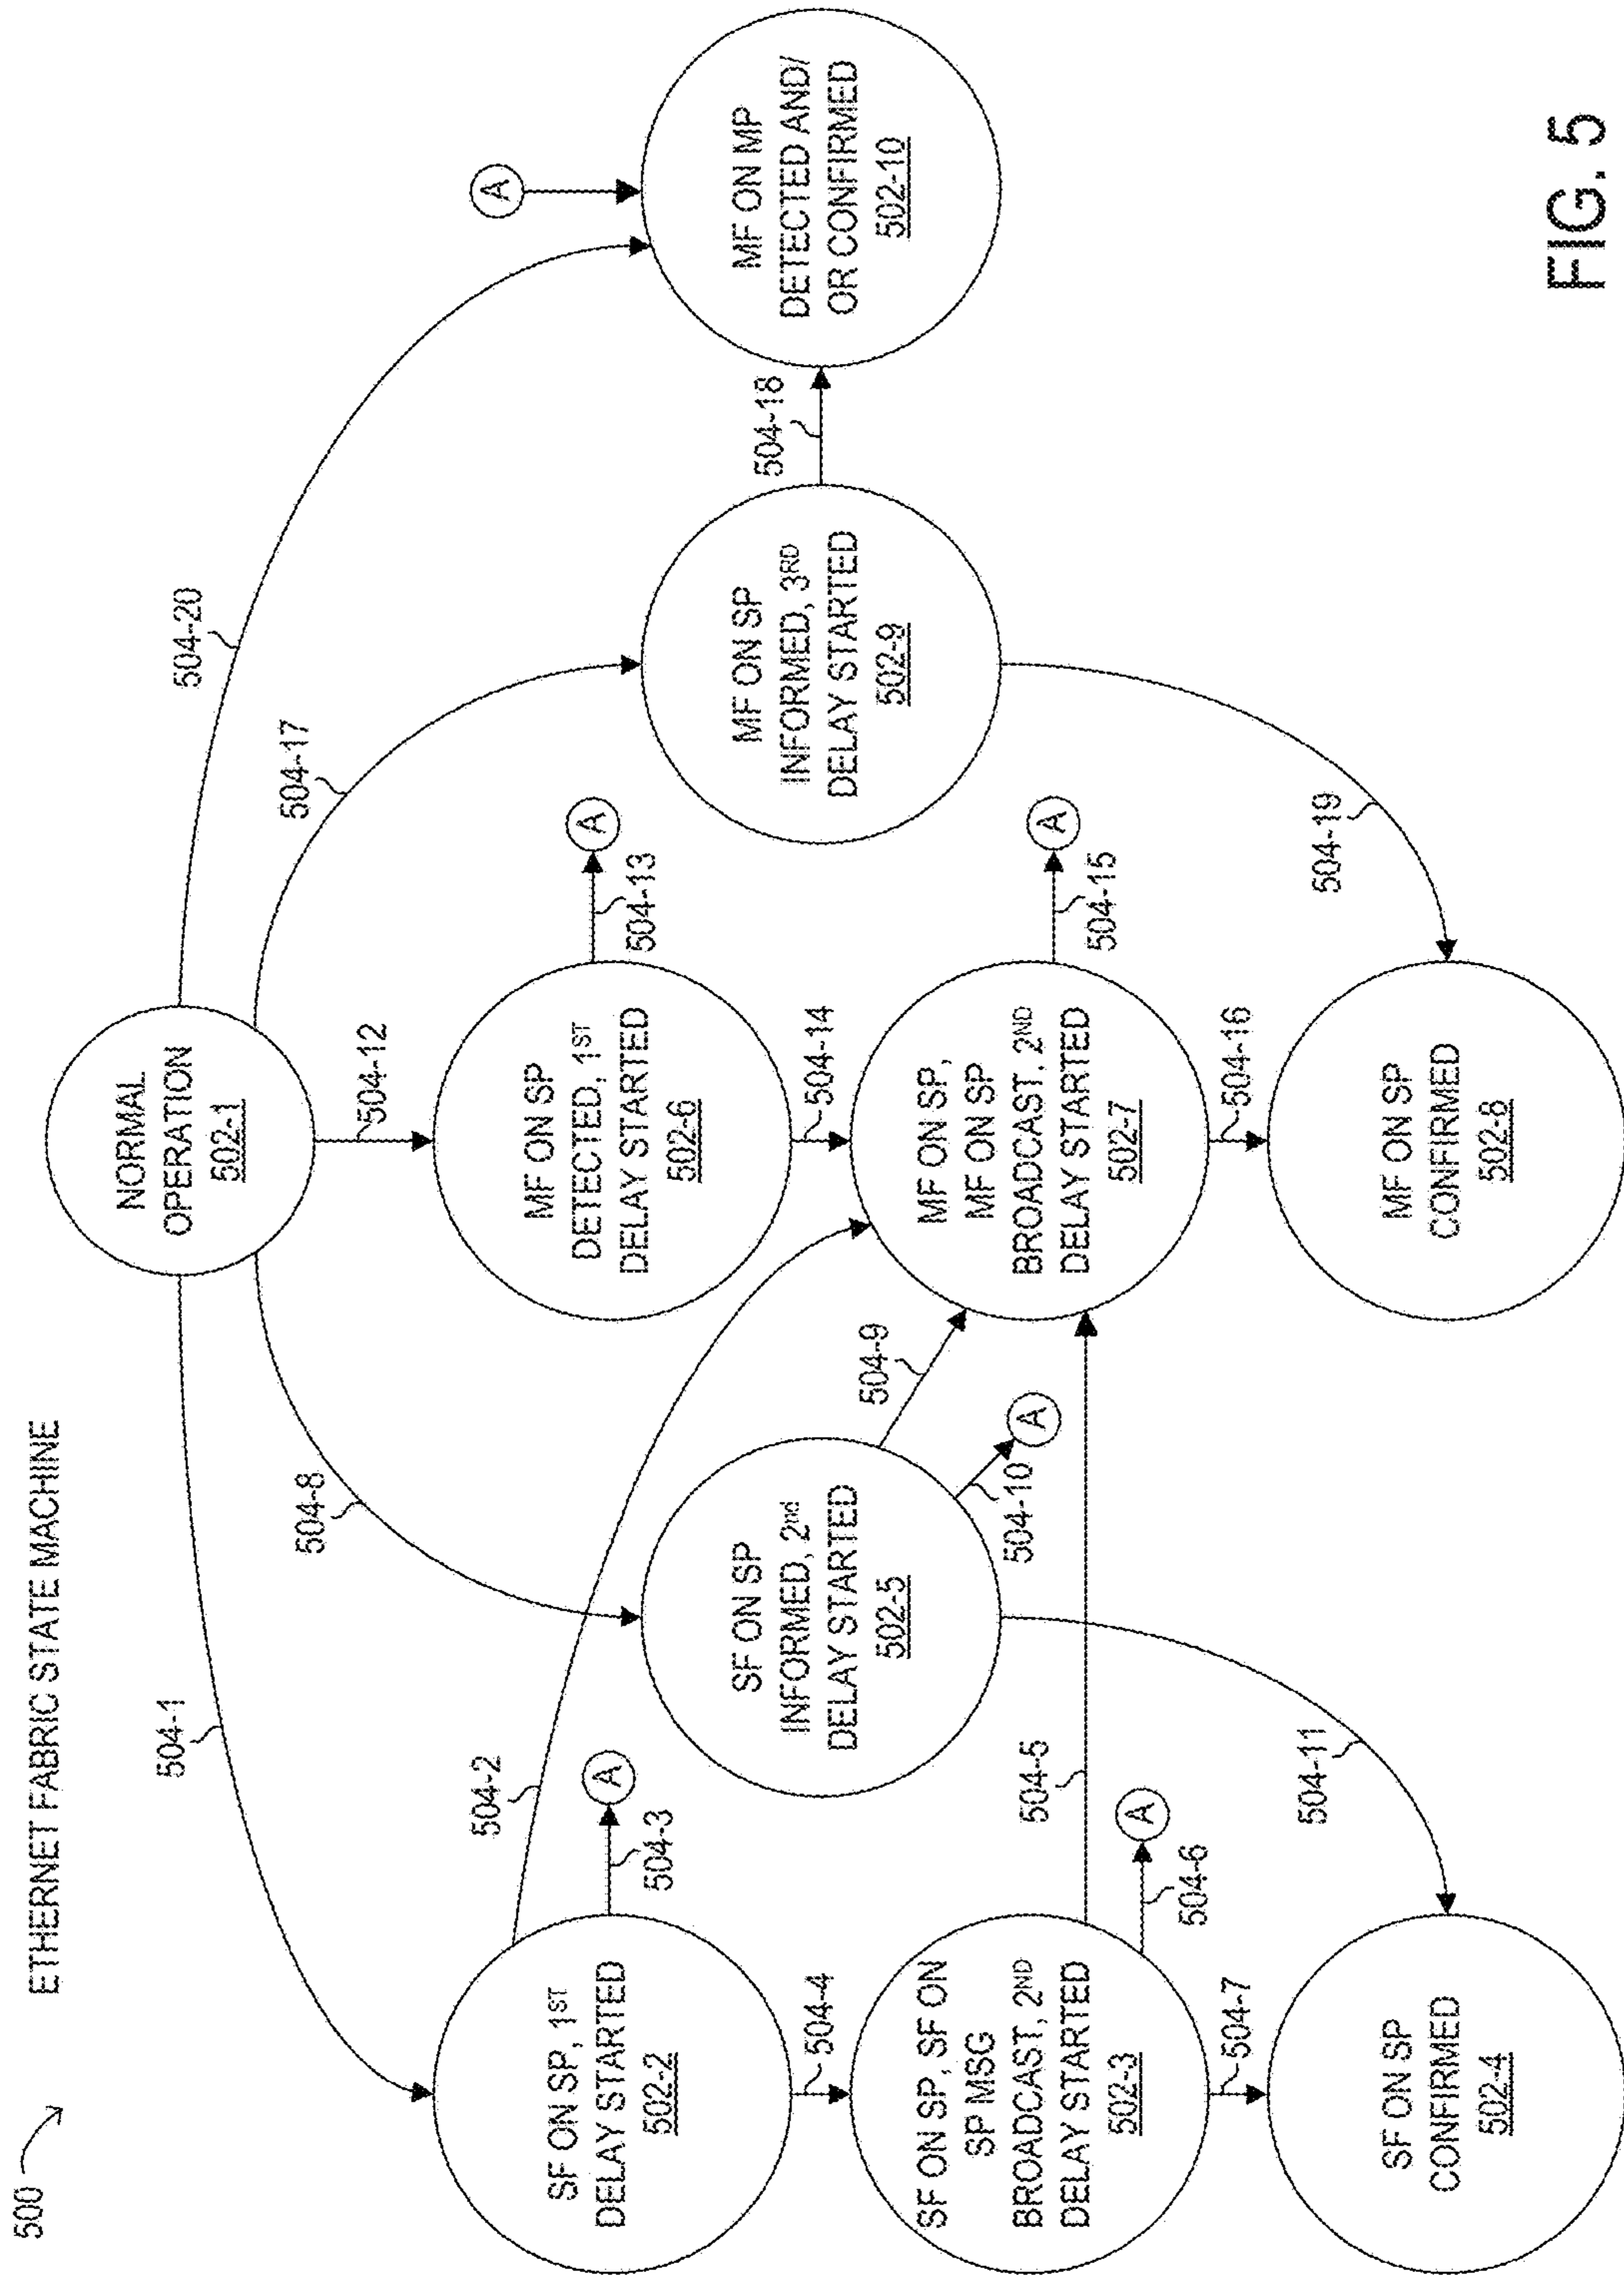 500
ETHERNET FABRIC STATE MACHINE
NORMAL
OPERATION
502-1
504-1
504-8
504-12
504-17
504-20
SF ON SP, 1ST
DELAY STARTED
502-2
504-2
504-3
A
504-4
SF ON SP, SF ON
SP MSG
BROADCAST, 2ND
DELAY STARTED
502-3
504-5
504-6
A
504-7
SF ON SP
CONFIRMED
502-4
SF ON SP
INFORMED, 2nd
DELAY STARTED
502-5
504-9
504-10
A
504-11
MF ON SP
DETECTED, 1ST
DELAY STARTED
502-6
504-13
A
504-14
MF ON SP,
MF ON SP
BROADCAST, 2ND
DELAY STARTED
502-7
504-15
A
504-16
MF ON SP
CONFIRMED
502-8
MF ON SP
INFORMED, 3RD
DELAY STARTED
502-9
504-18
504-19
A
MF ON MP
DETECTED AND/
OR CONFIRMED
502-10
FIG. 5